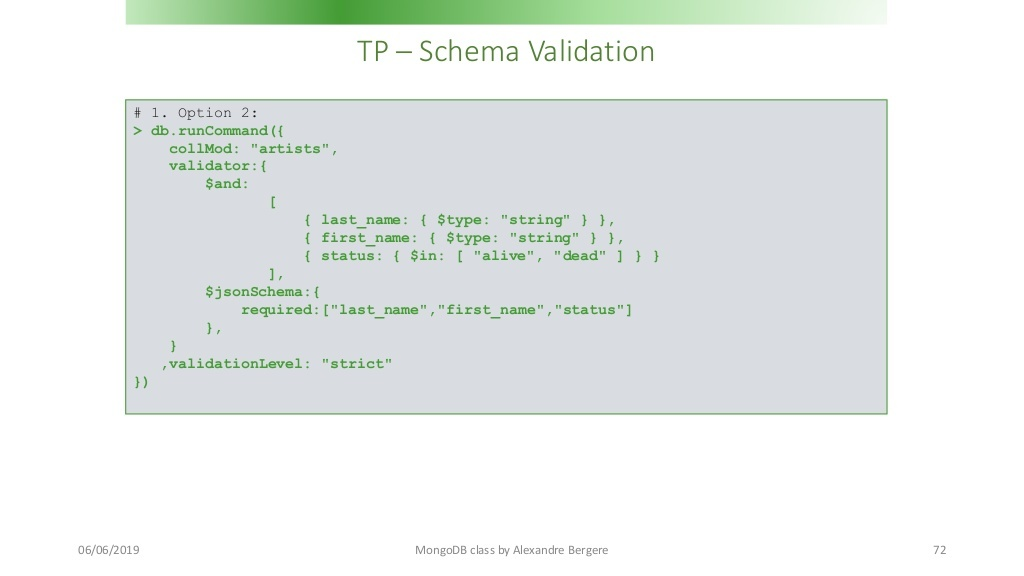 TP – Schema Validation
# 1. Option 2:
> db.runCommand({
collMod: "artists",
validator:{
$and:
[
{ last_name: { $type: "string" } },
{ first_name: { $type: "string" } },
{ status: { $in: [ "alive", "dead" ] } }
],
$jsonSchema:{
required:["last_name","first_name","status"]
},
}
,validationLevel: "strict"
})
06/06/2019
MongoDB class by Alexandre Bergere
72